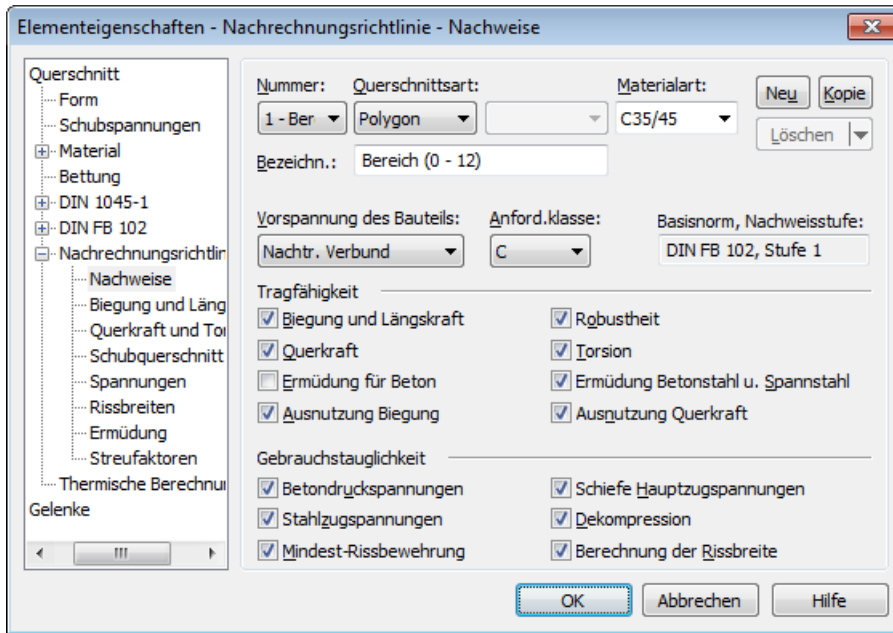 Elementeigenschaften - Nachrechnungsrichtlinie - Nachweise
Querschnitt
Form
Schubspannungen
Material
Bettung
DIN 1045-1
DIN FB 102
Nachrechnungsrichtlin
Nachweise
Biegung und Läng
Querkraft und Tor
Schubquerschnitt
Spannungen
Rissbreiten
Ermüdung
Streufaktoren
Thermische Berechnu
Gelenke
Nummer: Querschnittsart: Materialart:
1 - Ber Polygon C35/45
Neu Kopie
Löschen
Bezeichn.: Bereich (0 - 12)
Vorspannung des Bauteils: Anford.klasse: Basisnorm, Nachweisstufe:
Nachtr. Verbund C DIN FB 102, Stufe 1
Tragfähigkeit
Biegung und Längskraft Robustheit
Querkraft Torsion
Ermüdung für Beton Ermüdung Betonstahl u. Spannstahl
Ausnutzung Biegung Ausnutzung Querkraft
Gebrauchstauglichkeit
Betondruckspannungen Schiefe Hauptzugspannungen
Stahlzugspannungen Dekompression
Mindest-Rissbewehrung Berechnung der Rissbreite
OK Abbrechen Hilfe